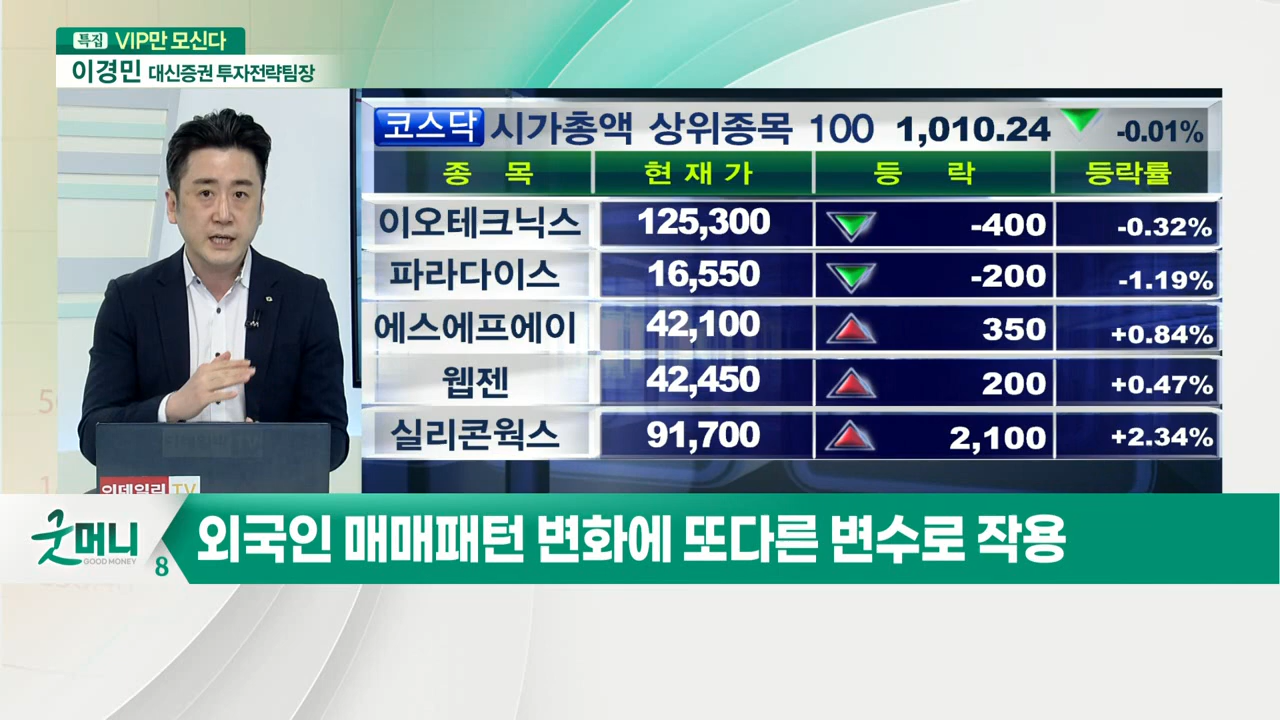 특집 VIP만 모신다
이경민 대신증권 투자전략팀장
코스닥 시가총액 상위종목 100 1,010.24 -0.01%
종 목 현 재 가 등 락 등락률
이오테크닉스 125,300 -400 -0.32%
파라다이스 16,550 -200 -1.19%
에스에프에이 42,100 350 +0.84%
웹젠 42,450 200 +0.47%
실리콘웍스 91,700 2,100 +2.34%
이데일리 TV
굿머니 GOOD MONEY 8
외국인 매매패턴 변화에 또다른 변수로 작용